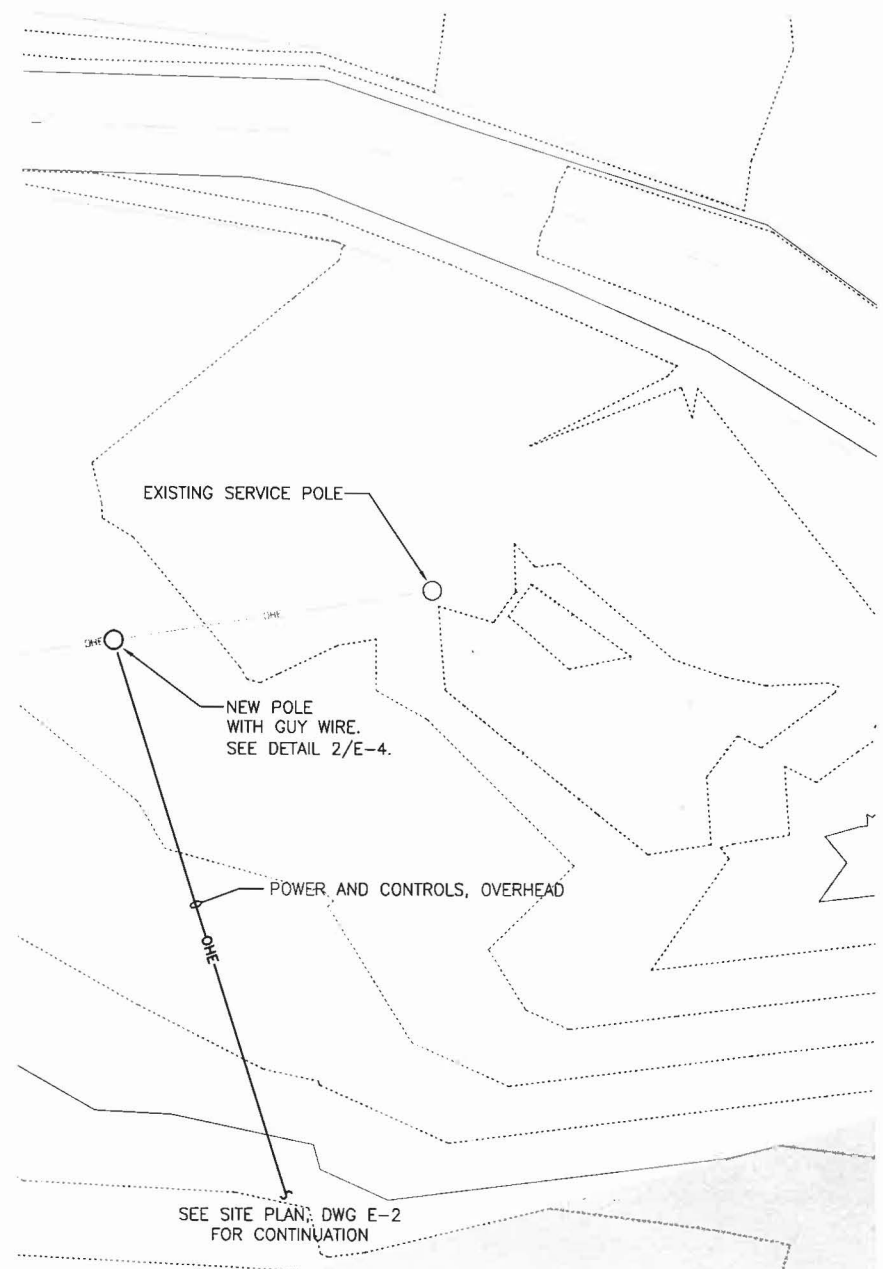 EXISTING SERVICE POLE
OHE
OHE
NEW POLE
WITH GUY WIRE.
SEE DETAIL 2/E-4.
POWER AND CONTROLS, OVERHEAD
OHE
SEE SITE PLAN, DWG E-2
FOR CONTINUATION